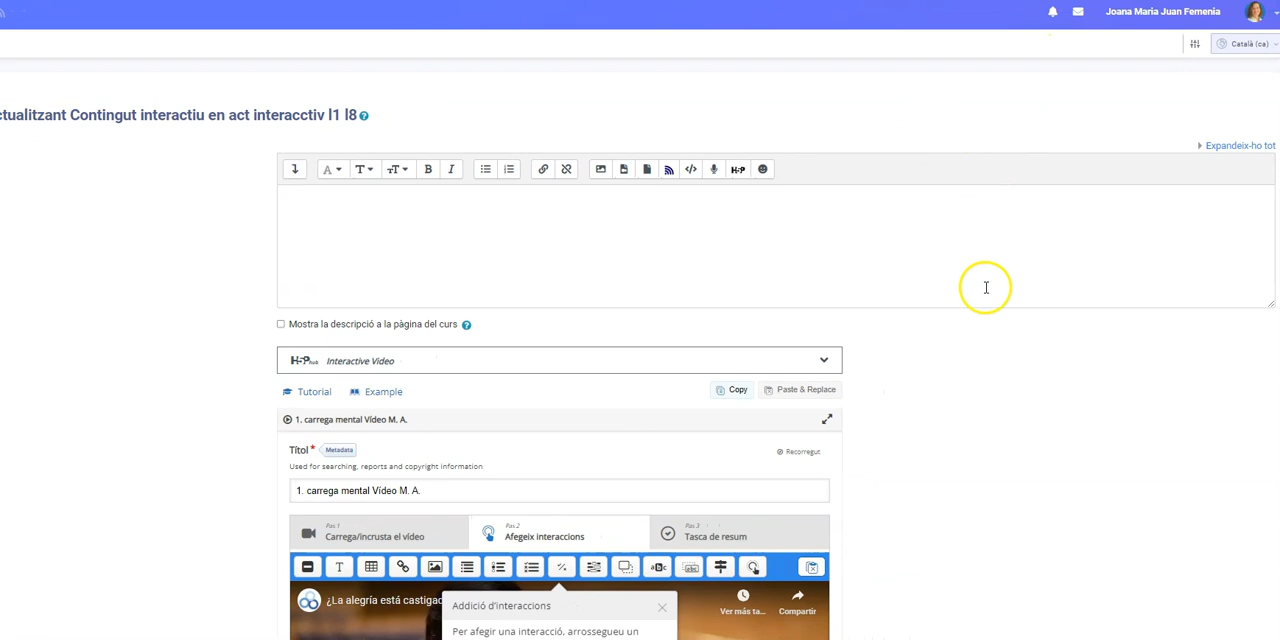 Joana Maria Juan Femenia
Català (ca)
ctualitzant Contingut interactiu en act interacctiv l1 l8
Expandeix-ho tot
Mostra la descripció a la pàgina del curs
H5P hub Interactive Video
Tutorial Example Copy Paste & Replace
1. carrega mental Vídeo M. A.
Títol * Metadata Recorregut
Used for searching, reports and copyright information
1. carrega mental Vídeo M. A.
Pas 1 Pas 2 Pas 3
Carrega/incrusta el vídeo Afegeix interaccions Tasca de resum
¿La alegría está castigac
Addició d'interaccions
Ver más ta... Compartir
Per afegir una interacció, arrossegueu un